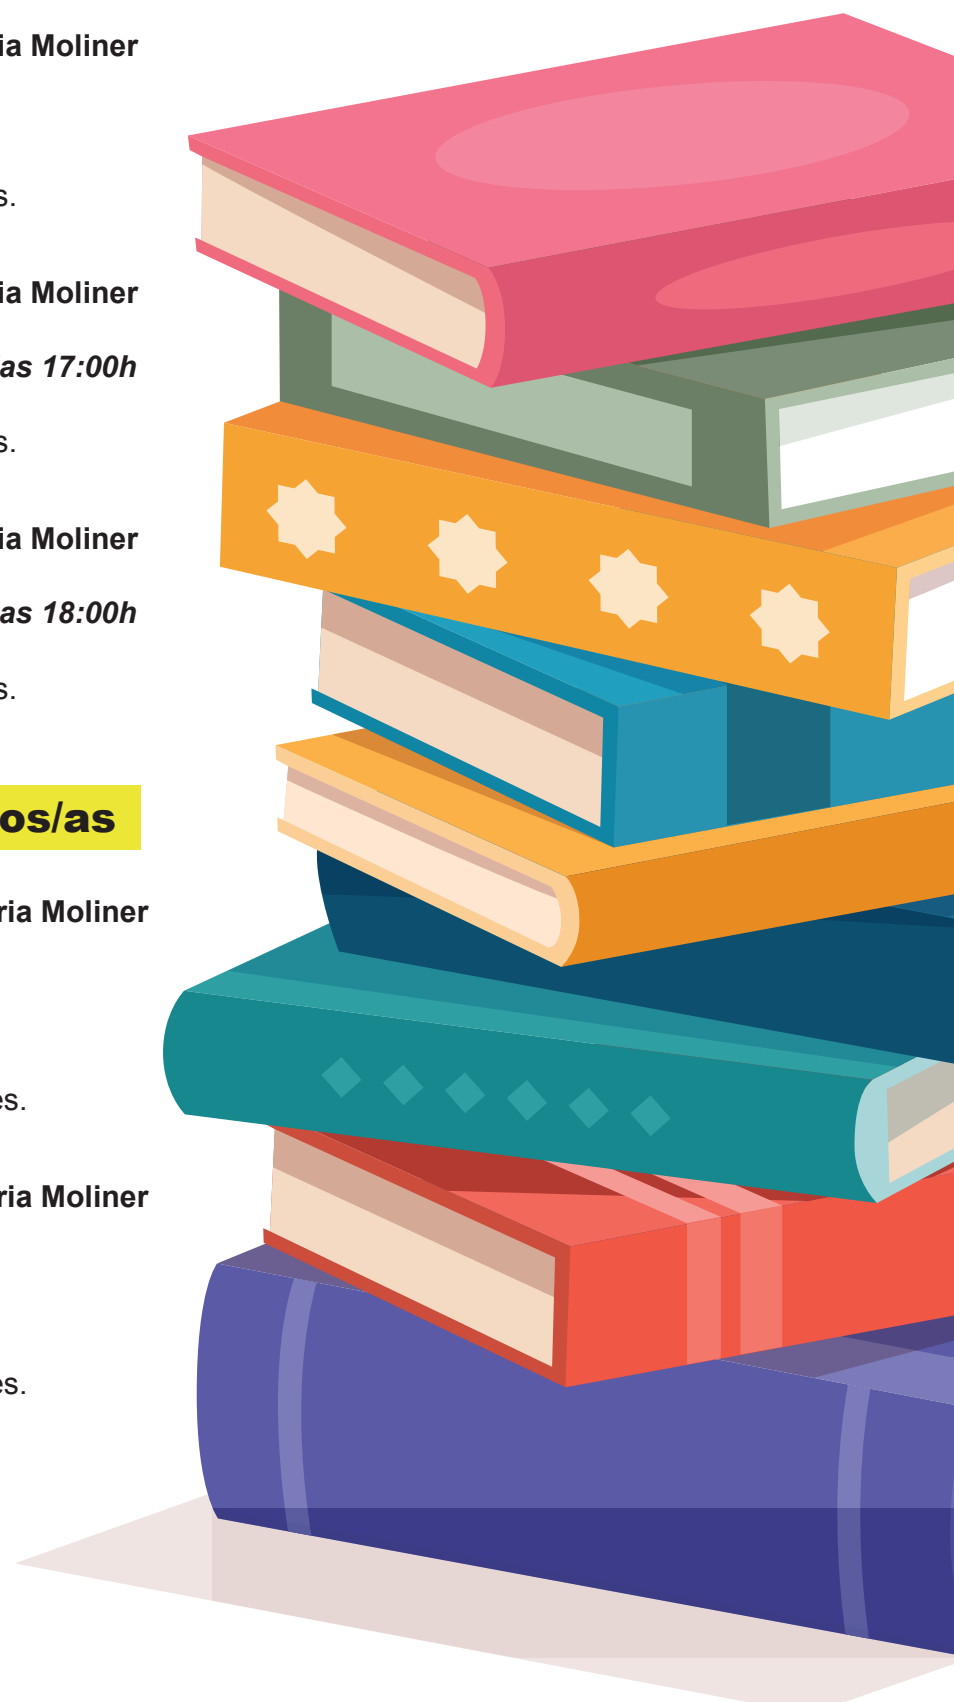 ia Moliner
s.
ia Moliner
as 17:00h
s.
ia Moliner
as 18:00h
s.
os/as
ria Moliner
es.
ria Moliner
es.